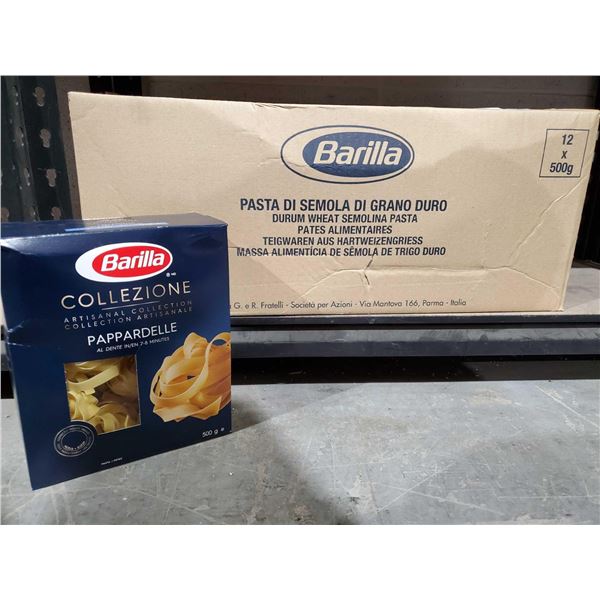 Barilla
12
x
500g
PASTA DI SEMOLA DI GRANO DURO
DURUM WHEAT SEMOLINA PASTA
PATES ALIMENTAIRES
TEIGWAREN AUS HARTWEIZENGRIESS
MASSA ALIMENTÍCIA DE SÊMOLA DE TRIGO DURO
G. e R. Fratelli - Società per Azioni - Via Mantova 166, Parma - Italia
Barilla
COLLEZIONE
ARTISANAL COLLECTION
COLLECTION ARTISANALE
PAPPARDELLE
AL DENTE IN/EN 7-8 MINUTES
500 g e